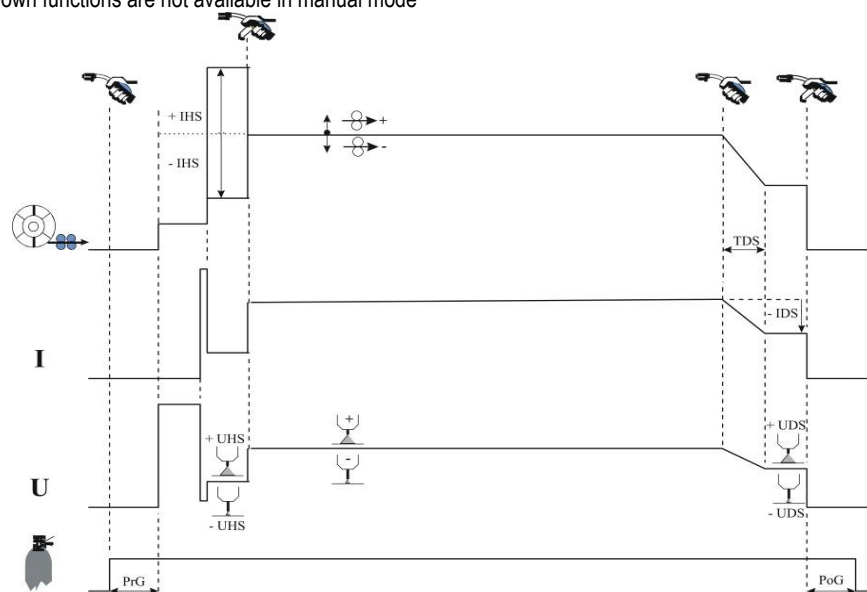 own functions are not available in manual mode
+ IHS
- IHS
+
-
TDS
- IDS
I
+ UHS
+
+ UDS
-
U
- UHS
- UDS
PrG
PoG